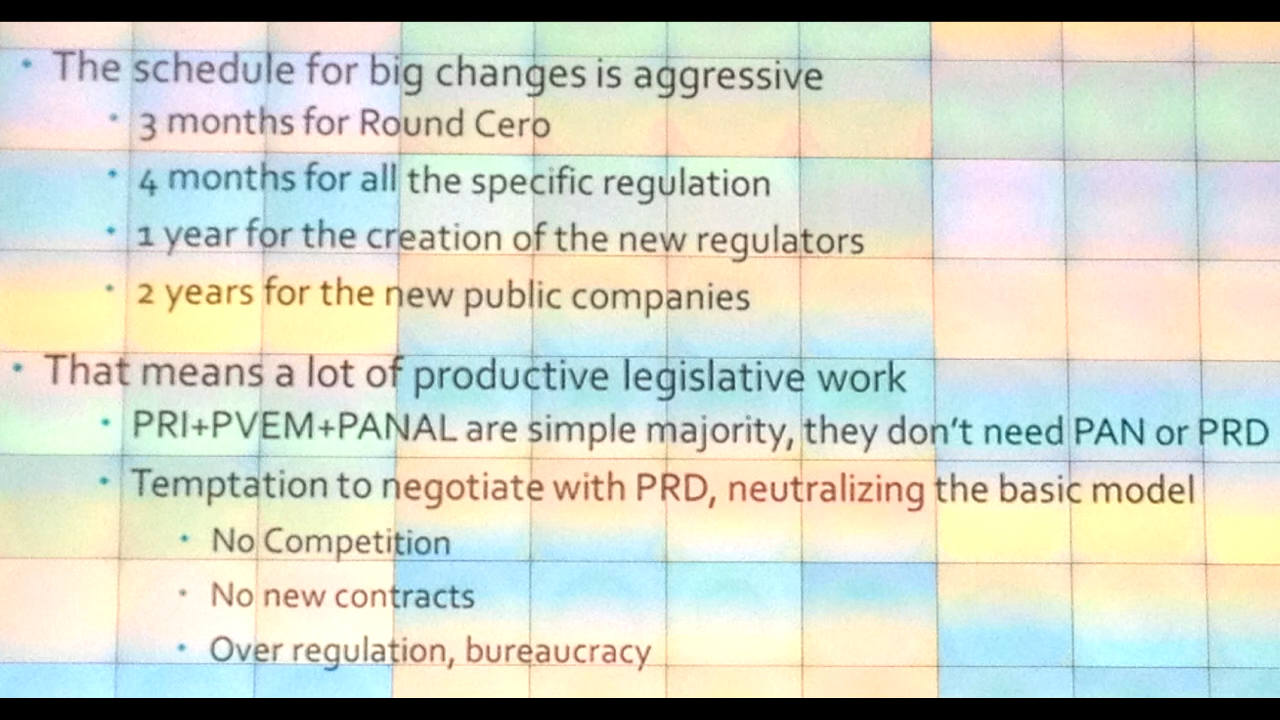 • The schedule for big changes is aggressive
• 3 months for Round Cero
• 4 months for all the specific regulation
• 1 year for the creation of the new regulators
• 2 years for the new public companies
• That means a lot of productive legislative work
• PRI+PVEM+PANAL are simple majority, they don't need PAN or PRD
• Temptation to negotiate with PRD, neutralizing the basic model
• No Competition
• No new contracts
• Over regulation, bureaucracy